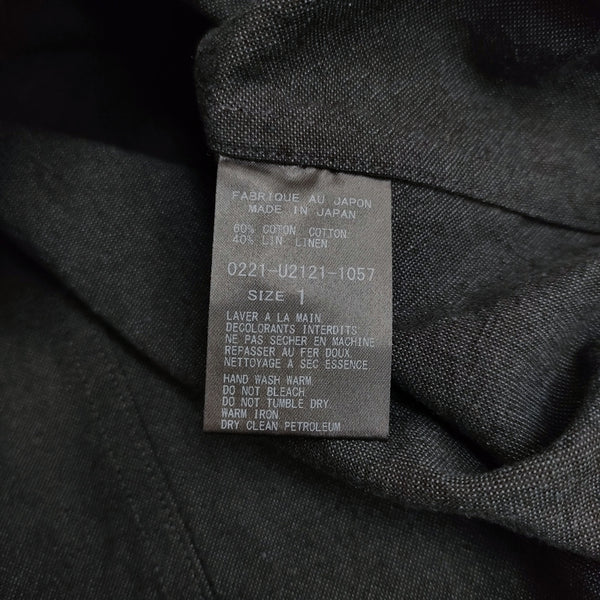 FABRIQUE AU JAPON
MADE IN JAPAN
60% COTON COTTON
40% LIN LINEN
0221-U2121-1057
SIZE 1
LAVER A LA MAIN
DECOLORANTS INTERDITS
NE PAS SECHER EN MACHINE
REPASSER AU FER DOUX
NETTOYAGE A SEC ESSENCE
HAND WASH WARM
DO NOT BLEACH
DO NOT TUMBLE DRY
WARM IRON
DRY CLEAN PETROLEUM